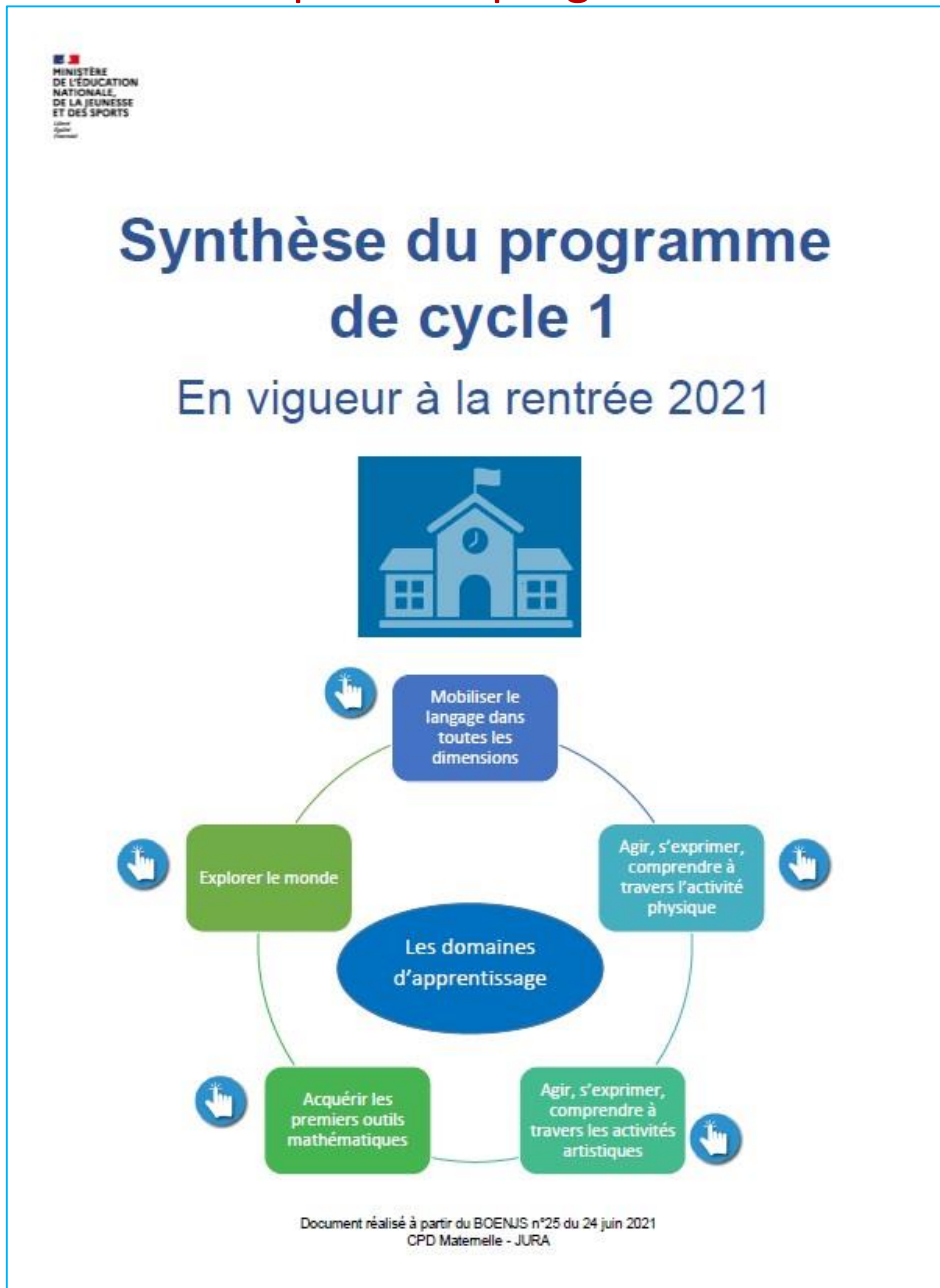 MINISTÈRE
DE L'ÉDUCATION
NATIONALE,
DE LA JEUNESSE
ET DES SPORTS
Liberté
Égalité
Fraternité
Synthèse du programme
de cycle 1
En vigueur à la rentrée 2021
Mobiliser le
langage dans
toutes les
dimensions
Explorer le monde
Agir, s'exprimer,
comprendre à
travers l'activité
physique
Les domaines
d'apprentissage
Acquérir les
premiers outils
mathématiques
Agir, s'exprimer,
comprendre à
travers les activités
artistiques
Document réalisé à partir du BOENJS n°25 du 24 juin 2021
CPD Maternelle - JURA